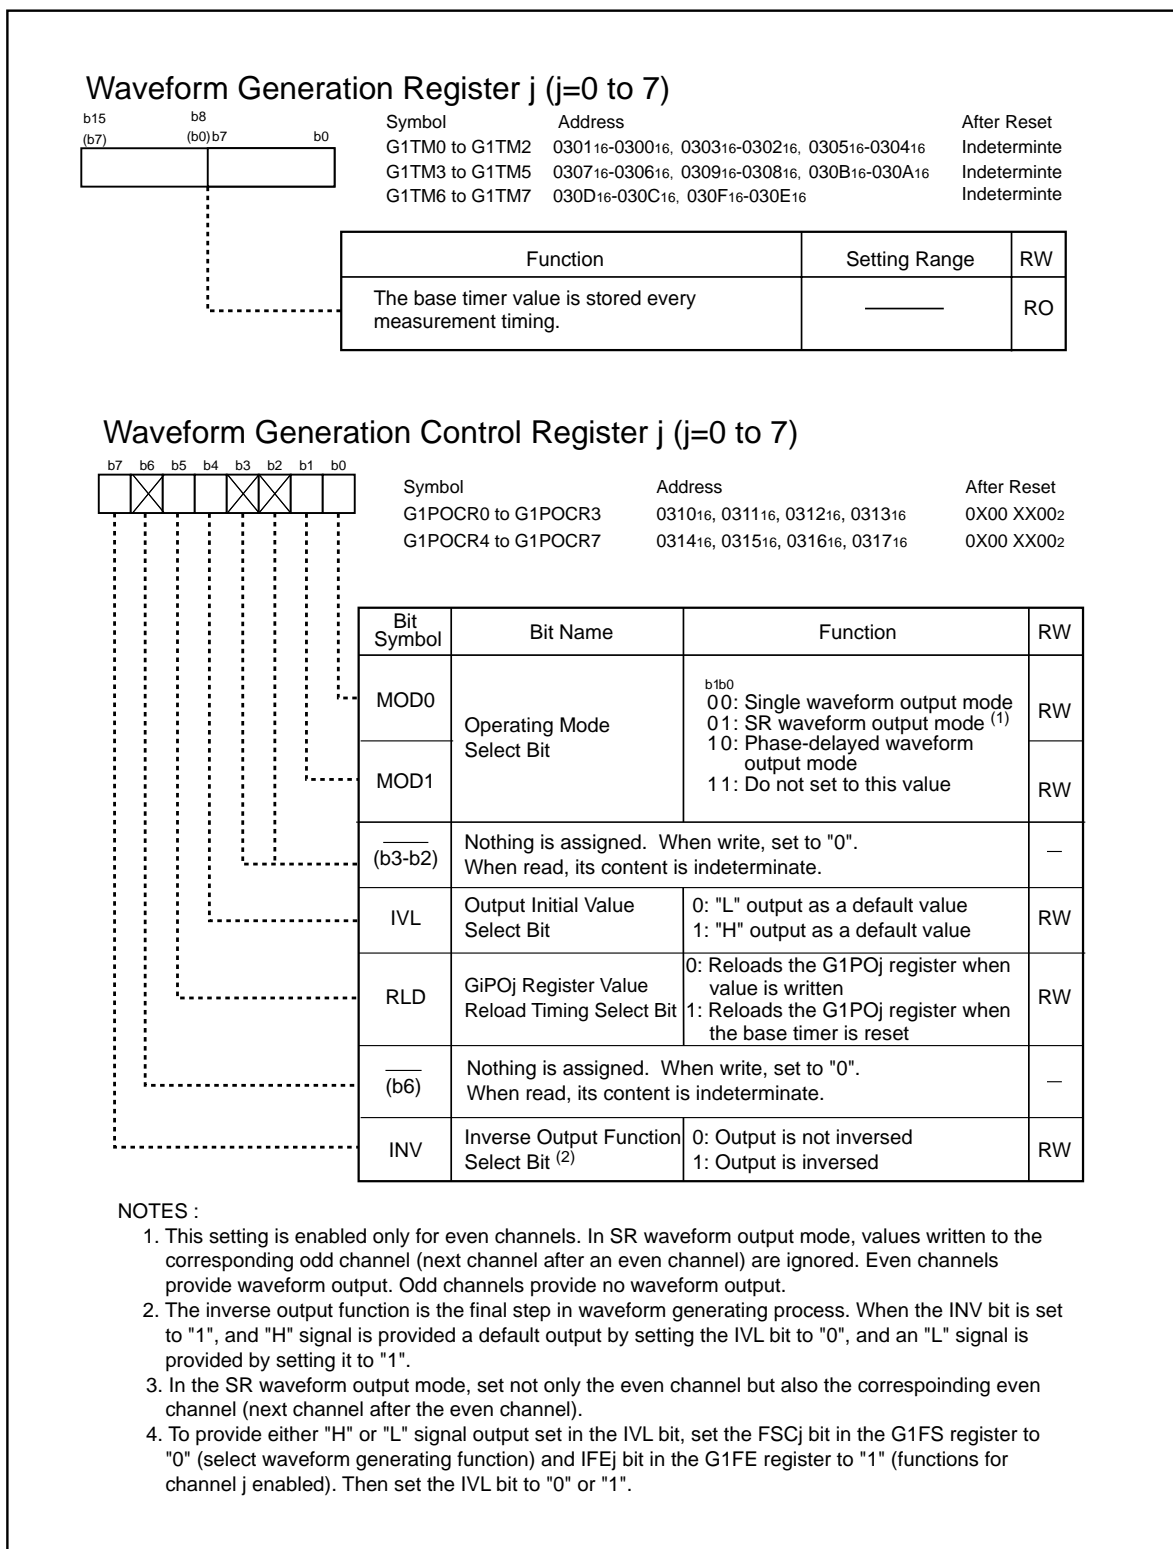 Waveform Generation Register j (j=0 to 7)
b15 b8
(b7) (b0) b7 b0
Symbol Address After Reset
G1TM0 to G1TM2 0301₁₆-0300₁₆, 0303₁₆-0302₁₆, 0305₁₆-0304₁₆ Indeterminte
G1TM3 to G1TM5 0307₁₆-0306₁₆, 0309₁₆-0308₁₆, 030B₁₆-030A₁₆ Indeterminte
G1TM6 to G1TM7 030D₁₆-030C₁₆, 030F₁₆-030E₁₆ Indeterminte
Function Setting Range RW
The base timer value is stored every
measurement timing.
RO
Waveform Generation Control Register j (j=0 to 7)
b7 b6 b5 b4 b3 b2 b1 b0
Symbol Address After Reset
G1POCR0 to G1POCR3 0310₁₆, 0311₁₆, 0312₁₆, 0313₁₆ 0X00 XX00₂
G1POCR4 to G1POCR7 0314₁₆, 0315₁₆, 0316₁₆, 0317₁₆ 0X00 XX00₂
Bit
Symbol
Bit Name Function RW
MOD0
MOD1
Operating Mode
Select Bit
b1b0
0 0: Single waveform output mode
0 1: SR waveform output mode (1)
1 0: Phase-delayed waveform
output mode
1 1: Do not set to this value
RW
RW
(b3-b2)
Nothing is assigned. When write, set to "0".
When read, its content is indeterminate.
–
IVL
Output Initial Value
Select Bit
0: "L" output as a default value
1: "H" output as a default value
RW
RLD
GiPOj Register Value
Reload Timing Select Bit
0: Reloads the G1POj register when
value is written
1: Reloads the G1POj register when
the base timer is reset
RW
(b6)
Nothing is assigned. When write, set to "0".
When read, its content is indeterminate.
–
INV
Inverse Output Function
Select Bit (2)
0: Output is not inversed
1: Output is inversed
RW
NOTES :
1. This setting is enabled only for even channels. In SR waveform output mode, values written to the
corresponding odd channel (next channel after an even channel) are ignored. Even channels
provide waveform output. Odd channels provide no waveform output.
2. The inverse output function is the final step in waveform generating process. When the INV bit is set
to "1", and "H" signal is provided a default output by setting the IVL bit to "0", and an "L" signal is
provided by setting it to "1".
3. In the SR waveform output mode, set not only the even channel but also the correspoinding even
channel (next channel after the even channel).
4. To provide either "H" or "L" signal output set in the IVL bit, set the FSCj bit in the G1FS register to
"0" (select waveform generating function) and IFEj bit in the G1FE register to "1" (functions for
channel j enabled). Then set the IVL bit to "0" or "1".